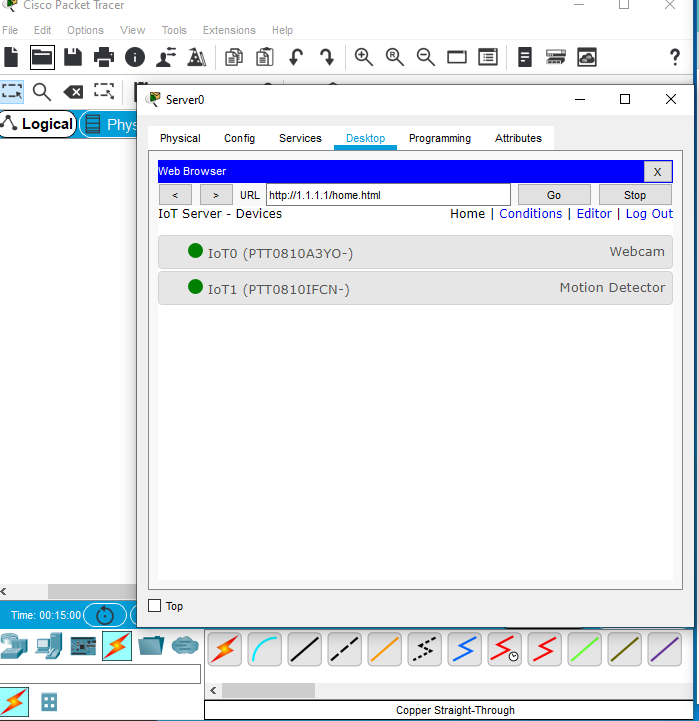 Cisco Packet Tracer
File Edit Options View Tools Extensions Help
Logical
Phys
Server0
Physical Config Services Desktop Programming Attributes
Web Browser X
< > URL http://1.1.1.1/home.html Go Stop
IoT Server - Devices Home | Conditions | Editor | Log Out
IoT0 (PTT0810A3YO-) Webcam
IoT1 (PTT0810IFCN-) Motion Detector
Top
Time: 00:15:00
Copper Straight-Through